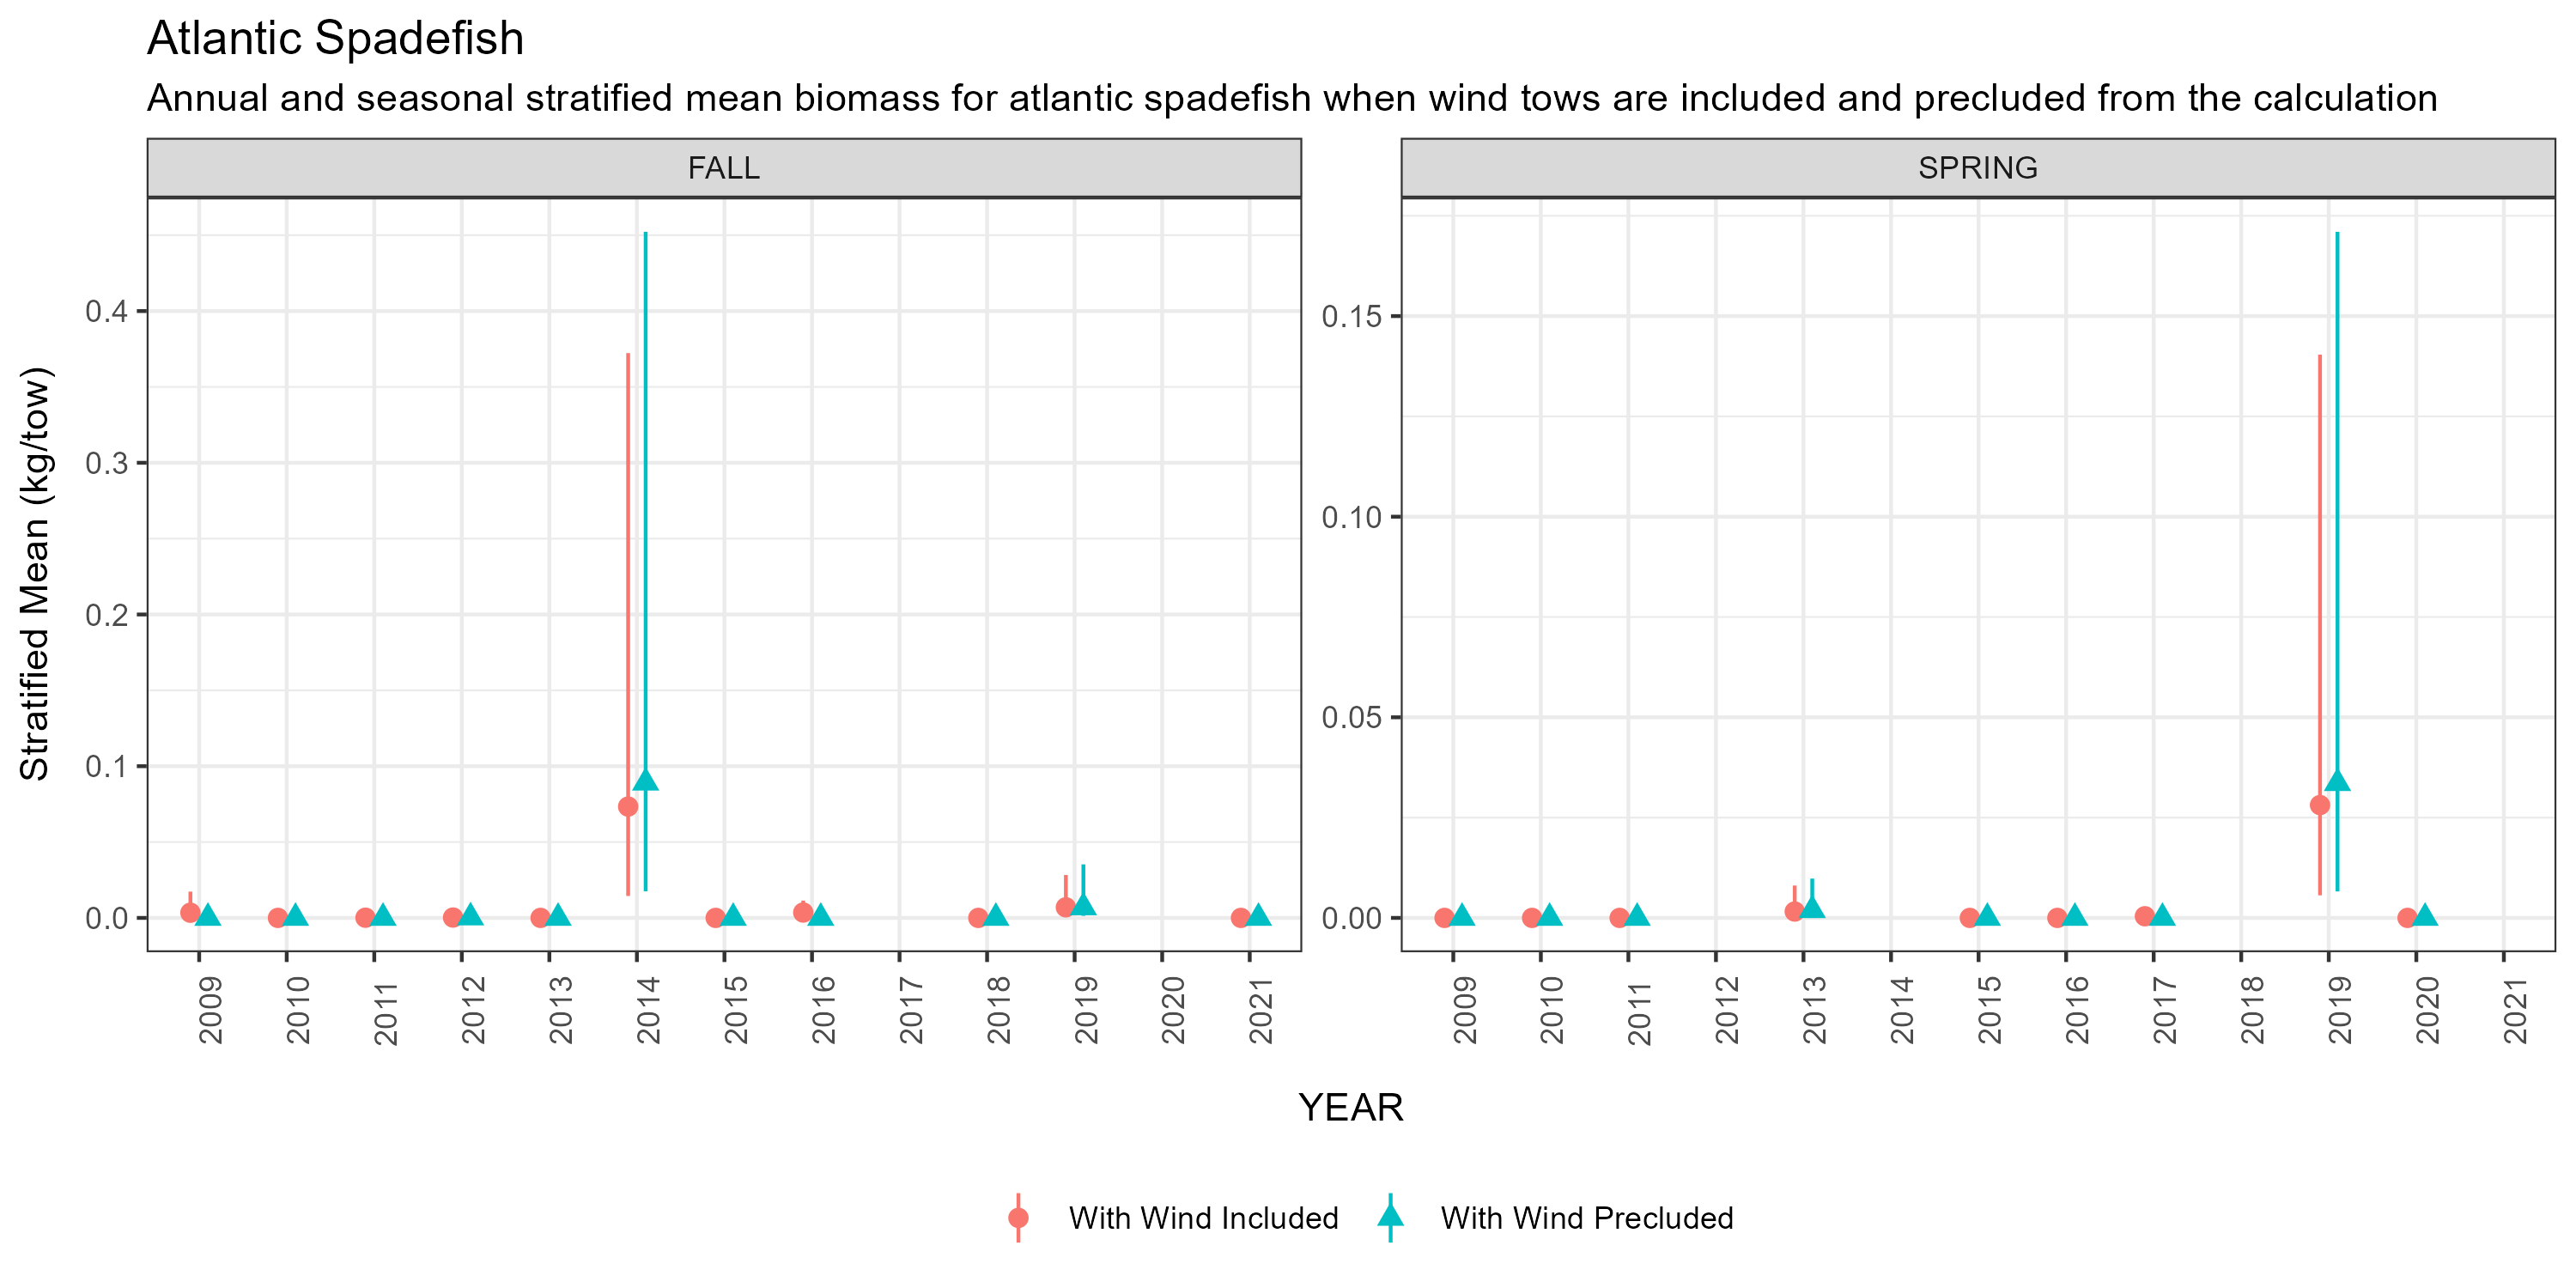 Atlantic Spadefish
Annual and seasonal stratified mean biomass for atlantic spadefish when wind tows are included and precluded from the calculation
FALL
SPRING
Stratified Mean (kg/tow)
0.4
0.3
0.2
0.1
0.0
0.15
0.10
0.05
0.00
2009 2010 2011 2012 2013 2014 2015 2016 2017 2018 2019 2020 2021
2009 2010 2011 2012 2013 2014 2015 2016 2017 2018 2019 2020 2021
YEAR
With Wind Included
With Wind Precluded